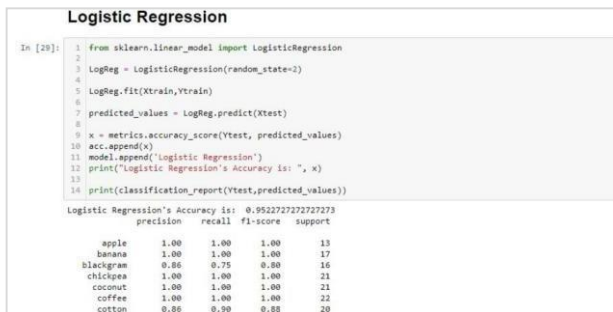 Logistic Regression
In [29]:
1 from sklearn.linear_model import LogisticRegression
2
3 LogReg = LogisticRegression(random_state=2)
4
5 LogReg.fit(Xtrain,Ytrain)
6
7 predicted_values = LogReg.predict(Xtest)
8
9 x = metrics.accuracy_score(Ytest, predicted_values)
10 acc.append(x)
11 model.append('Logistic Regression')
12 print("Logistic Regression's Accuracy is: ", x)
13
14 print(classification_report(Ytest,predicted_values))
Logistic Regression's Accuracy is: 0.9522727272727273
precision recall f1-score support
apple 1.00 1.00 1.00 13
banana 1.00 1.00 1.00 17
blackgram 0.86 0.75 0.80 16
chickpea 1.00 1.00 1.00 21
coconut 1.00 1.00 1.00 21
coffee 1.00 1.00 1.00 22
cotton 0.86 0.90 0.88 20